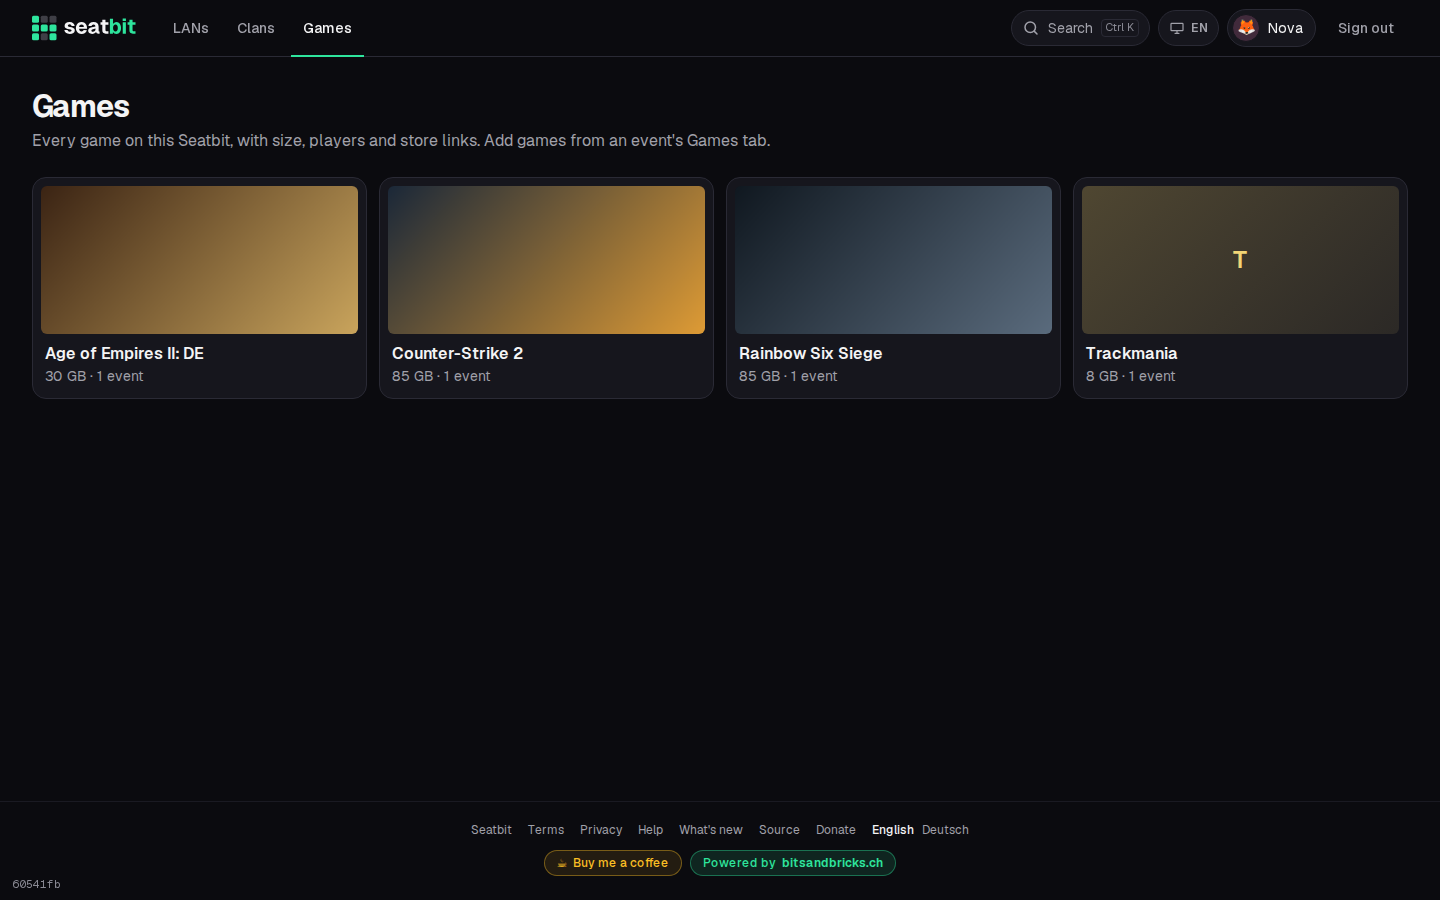 seatbit LANs Clans Games Search Ctrl K EN Nova Sign out
Games
Every game on this Seatbit, with size, players and store links. Add games from an event's Games tab.
T
Age of Empires II: DE
30 GB · 1 event
Counter-Strike 2
85 GB · 1 event
Rainbow Six Siege
85 GB · 1 event
Trackmania
8 GB · 1 event
Seatbit Terms Privacy Help What's new Source Donate English Deutsch
Buy me a coffee Powered by bitsandbricks.ch
60541fb